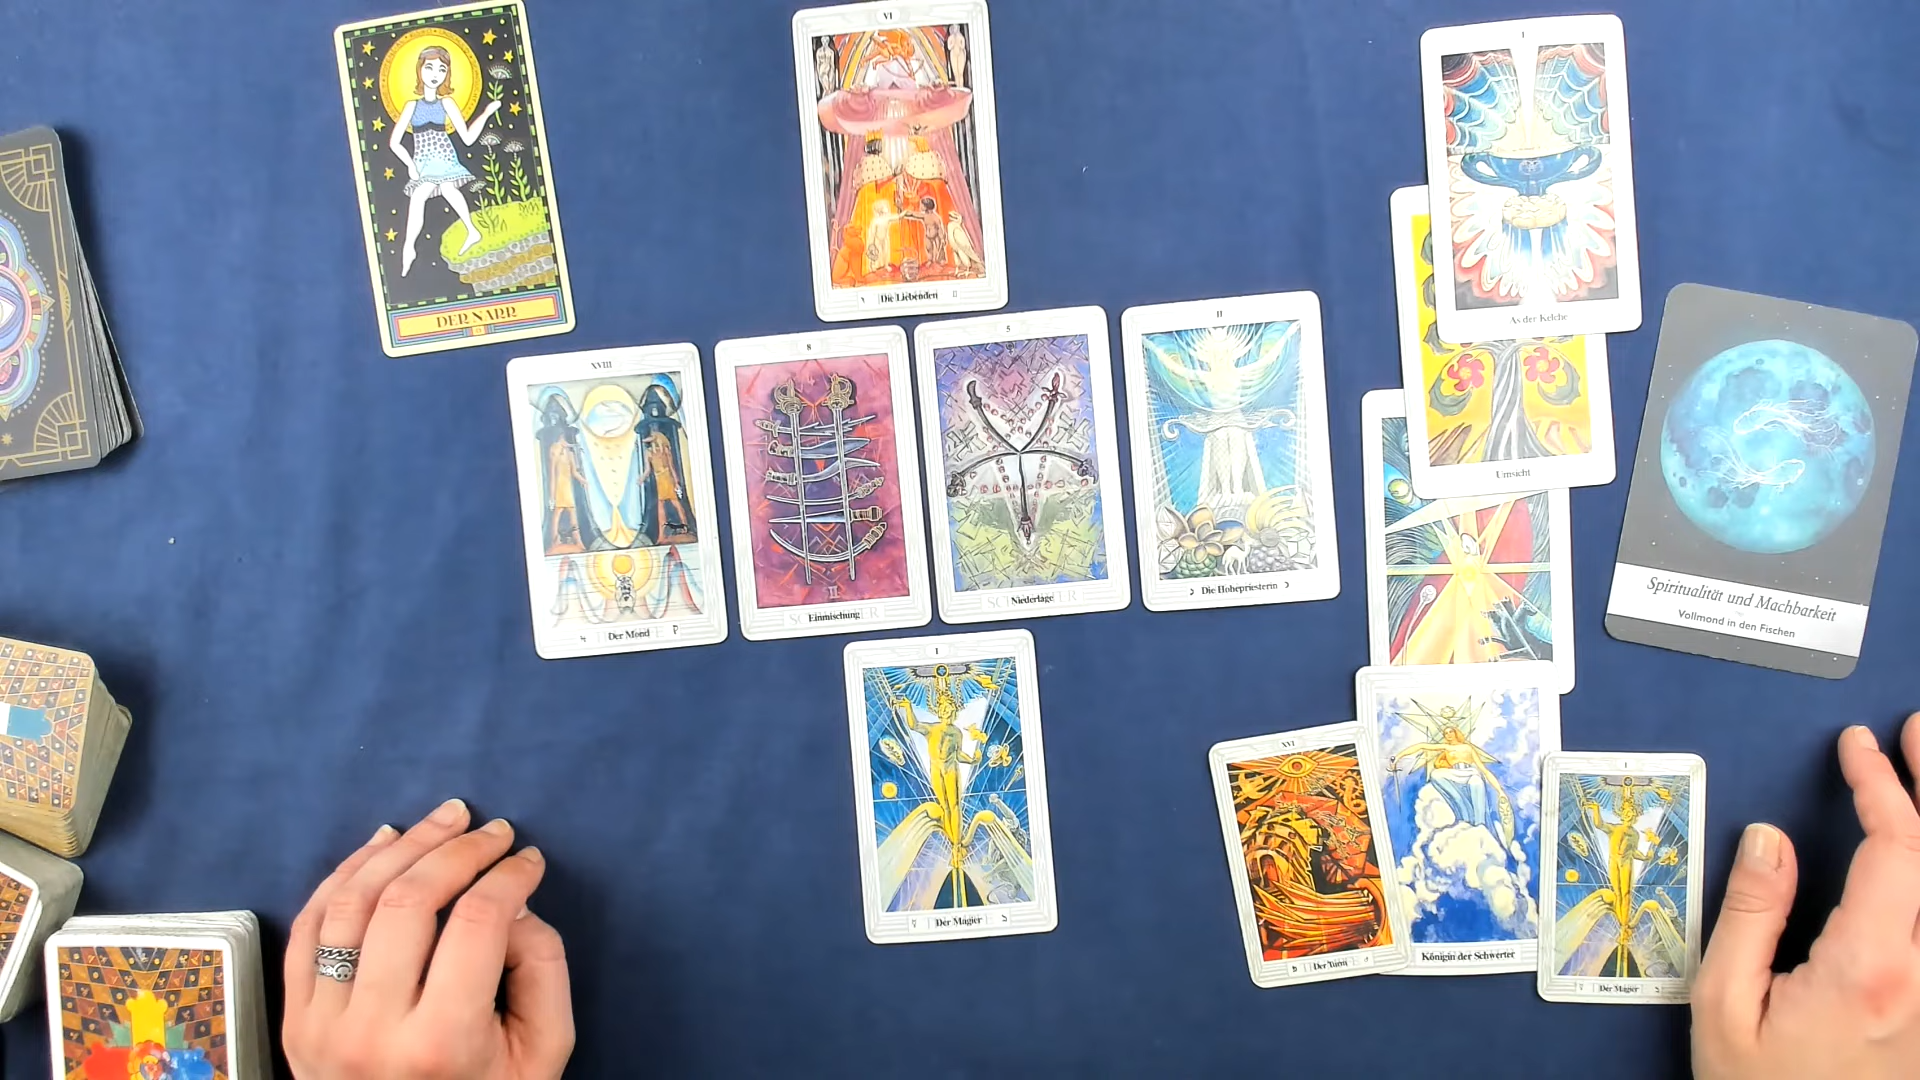 DER NARR
0
VI
Die Liebenden
I
As der Kelche
Umsicht
XVIII
Der Mond
8
Einmischung
5
Niederlage
II
Die Hohepriesterin
Spiritualität und Machbarkeit
Vollmond in den Fischen
I
Der Magier
XVI
Der Turm
Königin der Schwerter
I
Der Magier